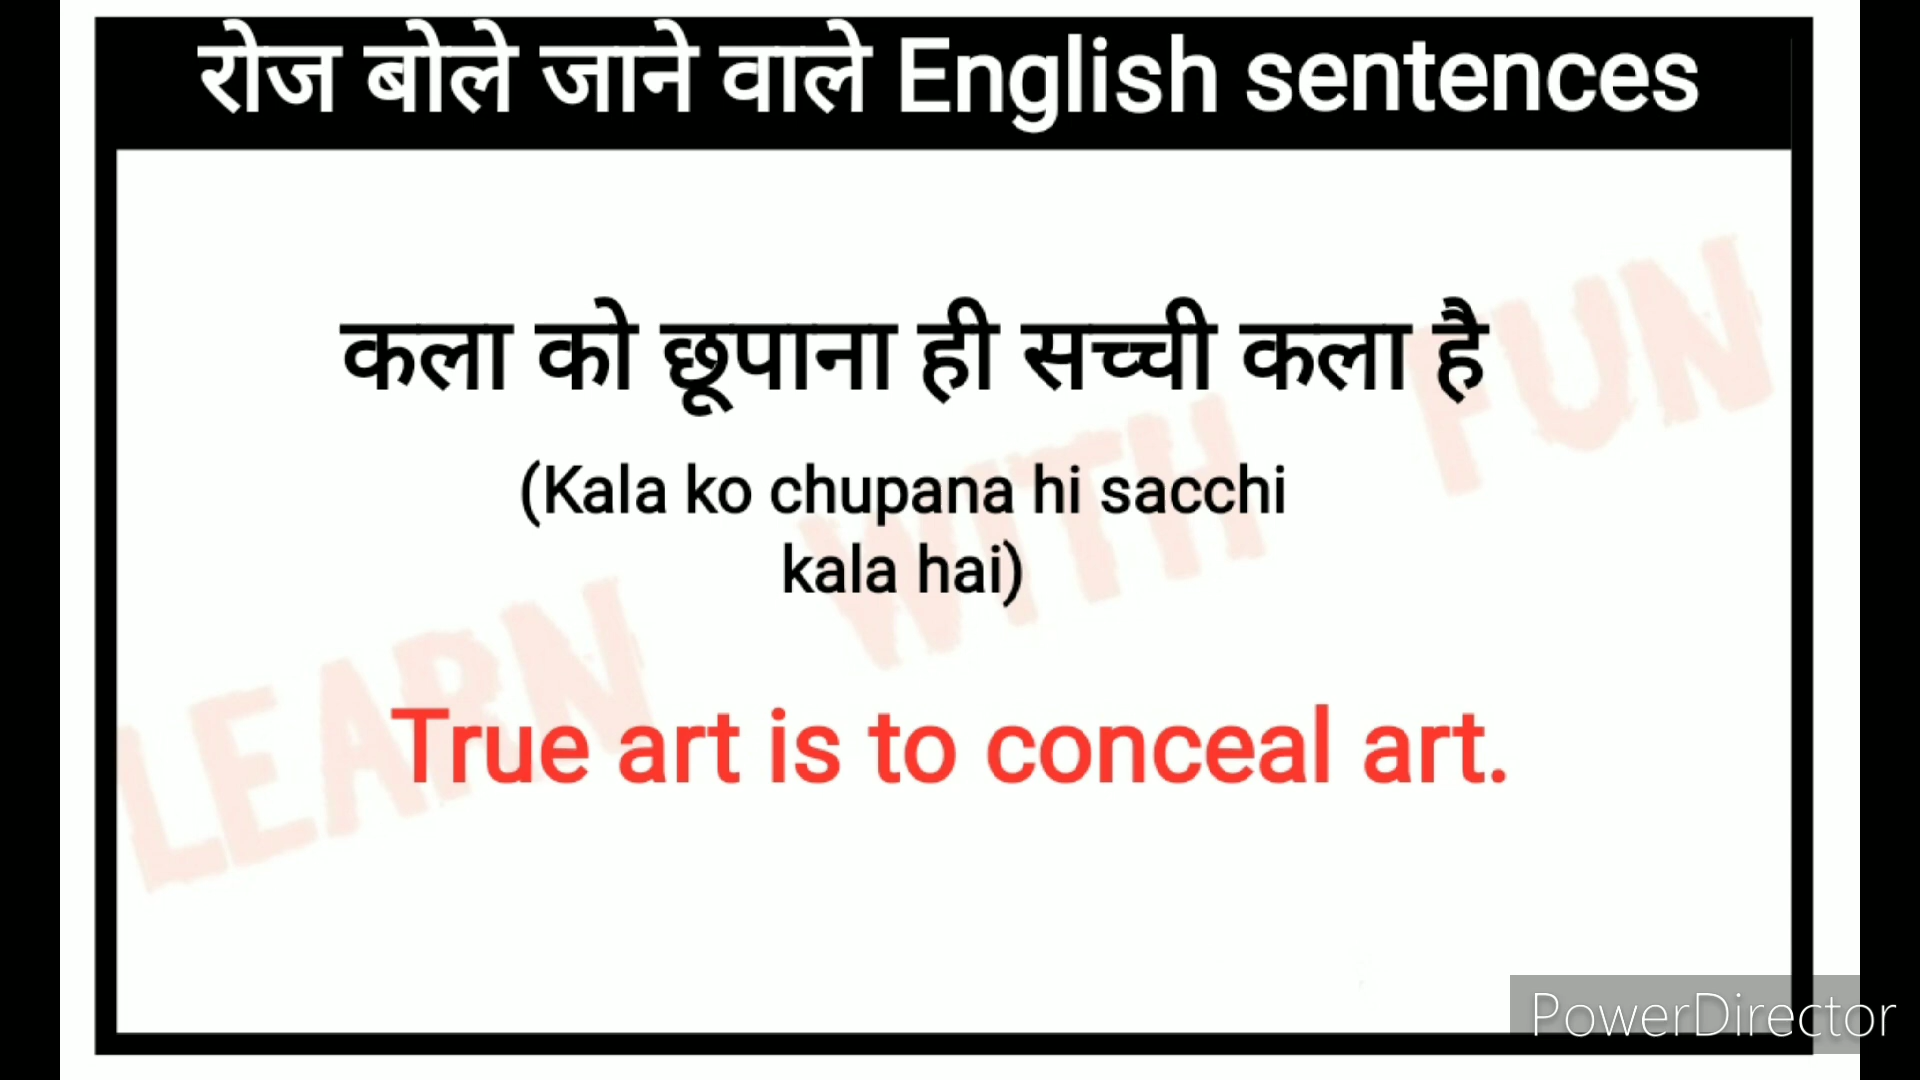 रोज बोले जाने वाले English sentences
कला को छूपाना ही सच्ची कला है
(Kala ko chupana hi sacchi
kala hai)
True art is to conceal art.
LEARN WITH FUN
PowerDirector